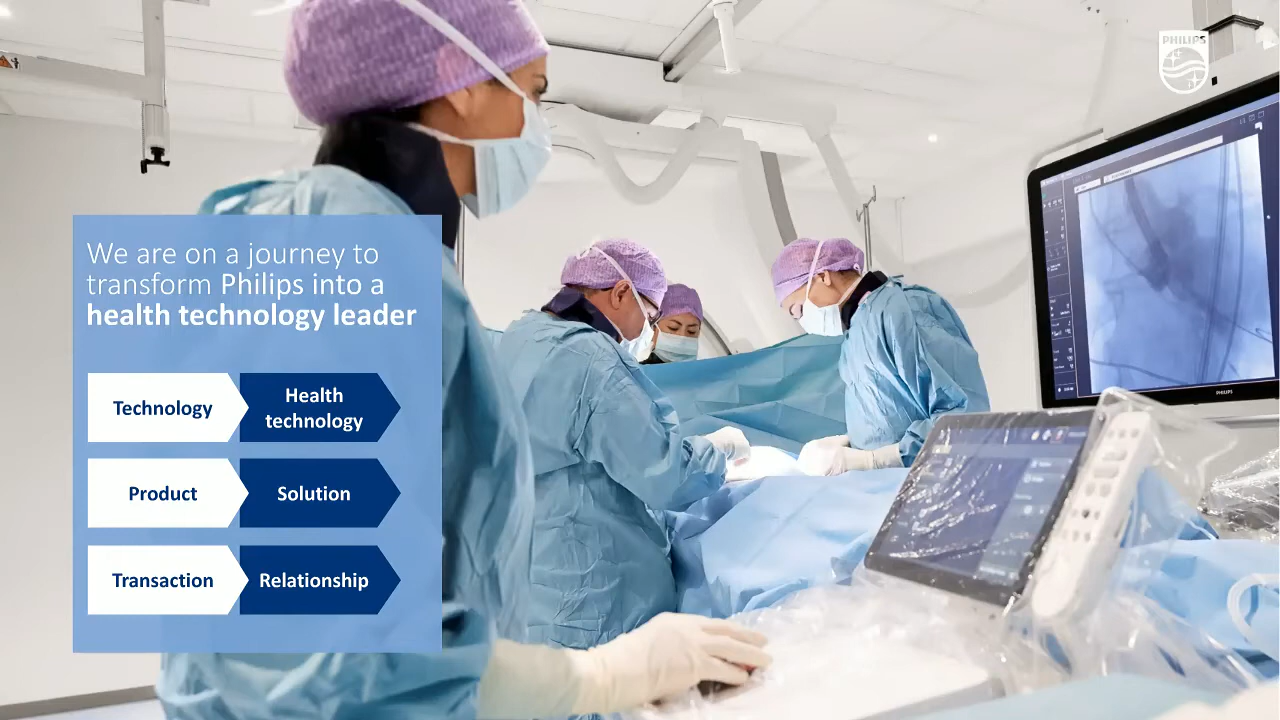 PHILIPS
We are on a journey to
transform Philips into a
health technology leader
Technology
Health
technology
Product
Solution
Transaction
Relationship
PHILIPS